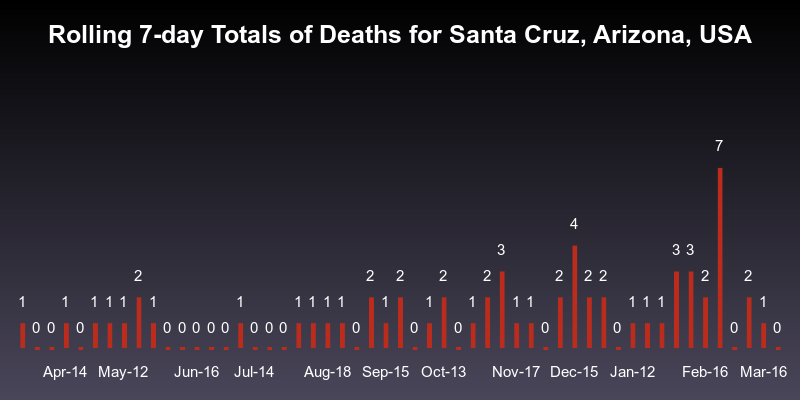 Rolling 7-day Totals of Deaths for Santa Cruz, Arizona, USA
7
4
3 3 3
2 2 2 2 2 2 2 2 2 2
1 1 1 1 1 1 1 1 1 1 1 1 1 1 1 1 1 1 1 1 1
0 0 0 0 0 0 0 0 0 0 0 0 0 0 0 0 0 0
Apr-14 May-12 Jun-16 Jul-14 Aug-18 Sep-15 Oct-13 Nov-17 Dec-15 Jan-12 Feb-16 Mar-16